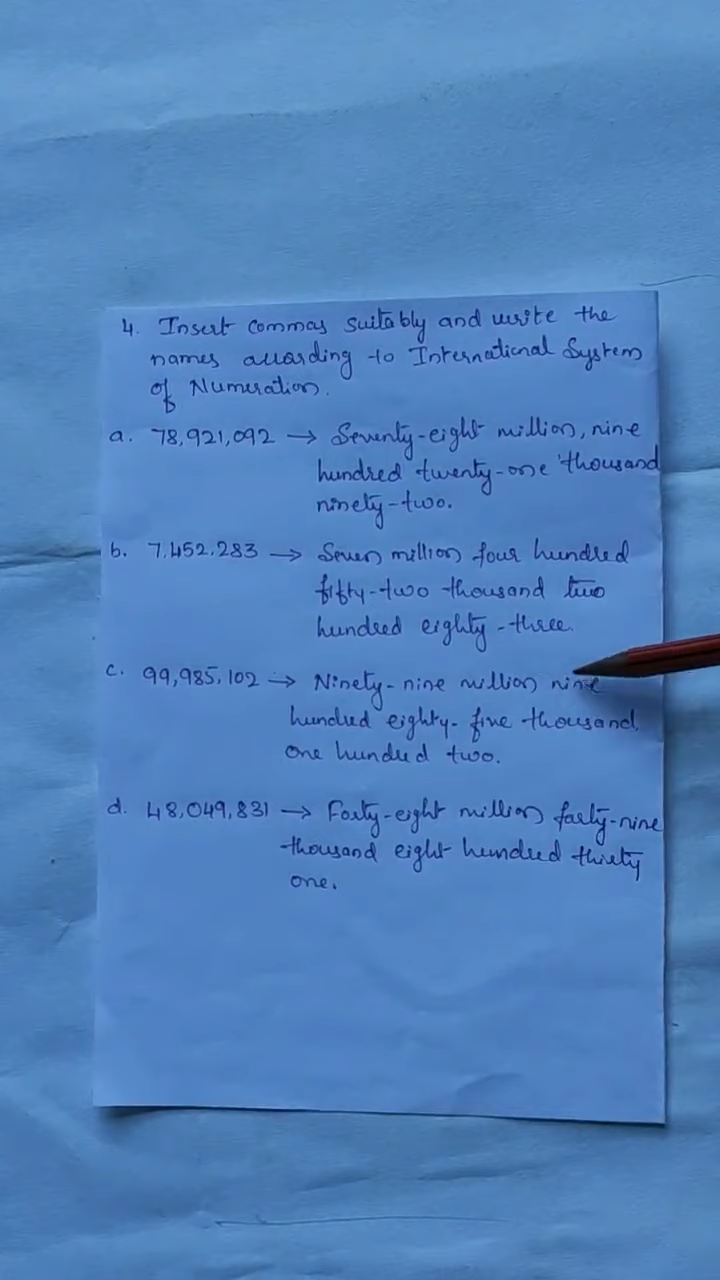 4. Insert commas suitably and write the
names according to International System
of Numeration.
a. 78,921,092 → Seventy-eight million, nine
hundred twenty-one thousand
ninety-two.
b. 7,452,283 → Seven million four hundred
fifty-two thousand two
hundred eighty-three.
c. 99,985,102 → Ninety-nine million nine
hundred eighty-five thousand
one hundred two.
d. 48,049,831 → Forty-eight million forty-nine
thousand eight hundred thirty
one.